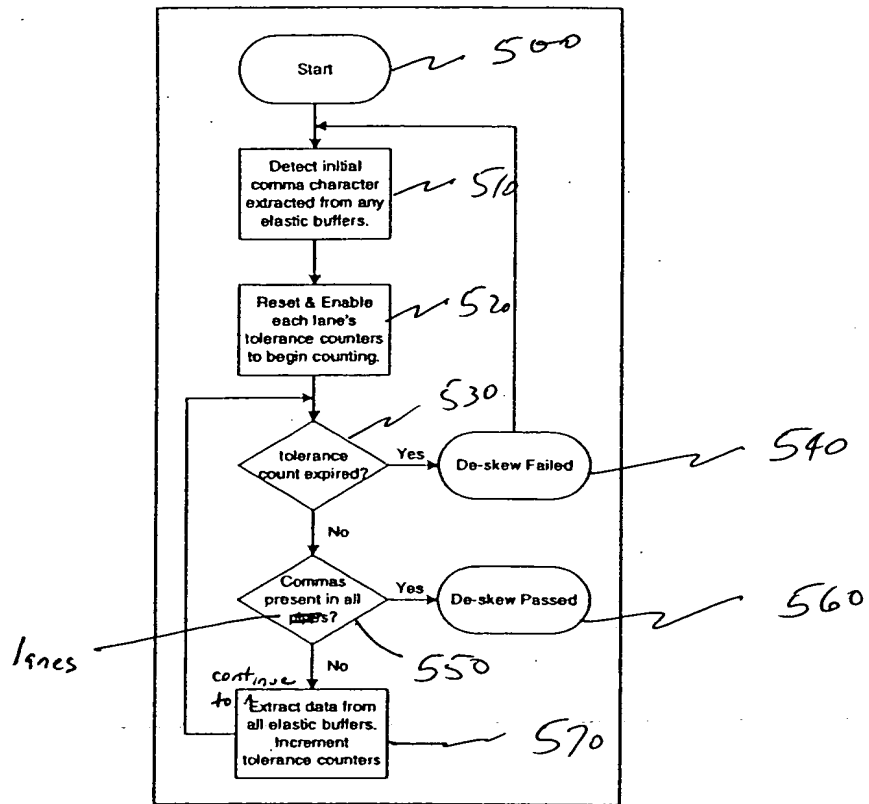 Start
500
Detect initial
comma character
extracted from any
elastic buffers.
510
Reset & Enable
each lane's
tolerance counters
to begin counting.
520
530
tolerance
count expired?
Yes
De-skew Failed
540
No
Commas
present in all
pipes?
lanes
Yes
De-skew Passed
560
550
No
continue
to
Extract data from
all elastic buffers.
Increment
tolerance counters
570